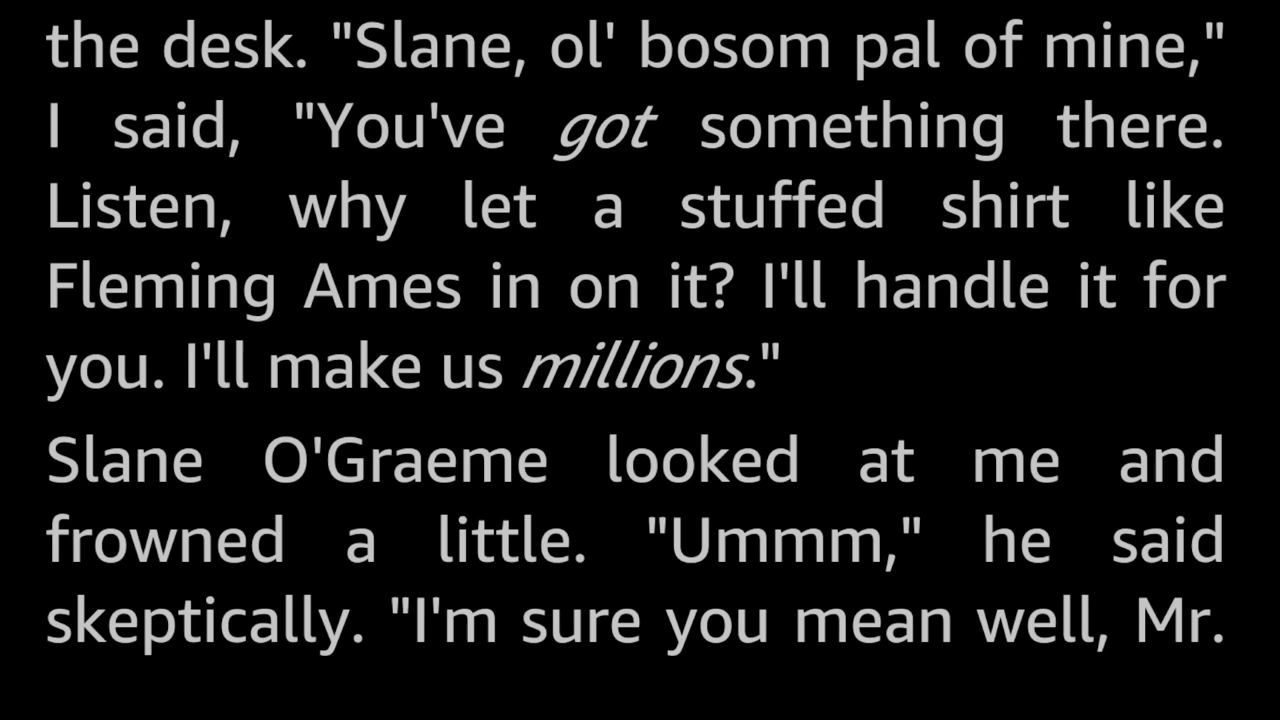 the desk. "Slane, ol' bosom pal of mine,"
I said, "You've got something there.
Listen, why let a stuffed shirt like
Fleming Ames in on it? I'll handle it for
you. I'll make us millions."
Slane O'Graeme looked at me and
frowned a little. "Ummm," he said
skeptically. "I'm sure you mean well, Mr.